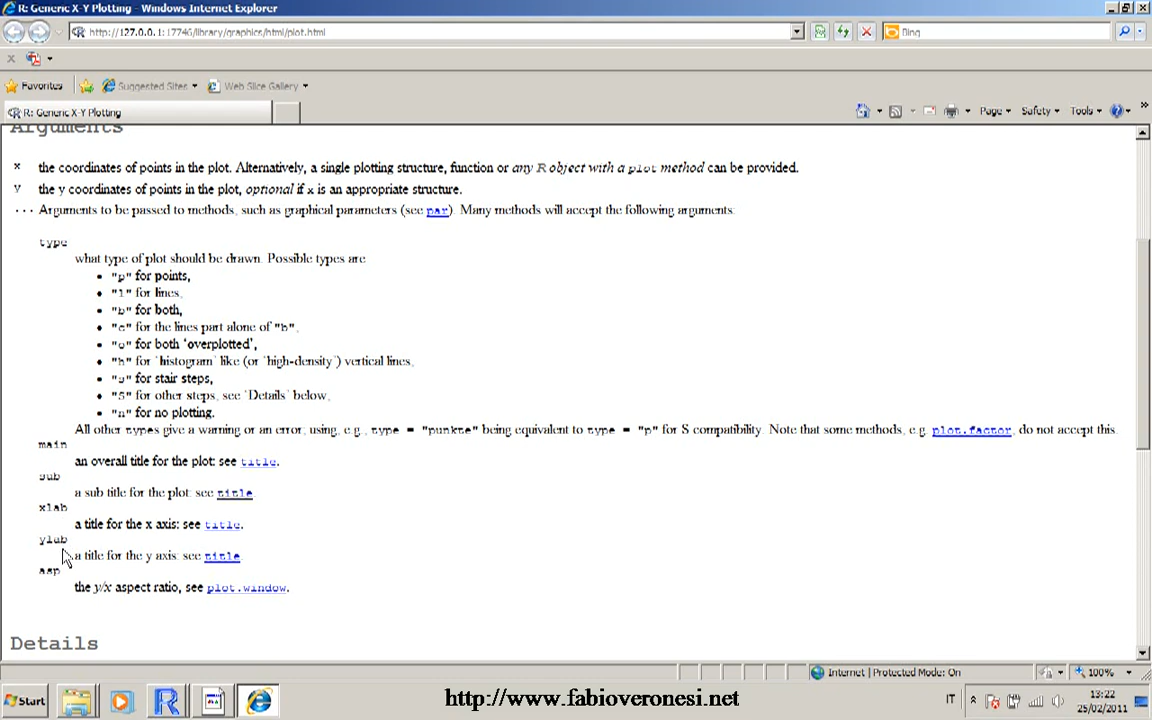 R: Generic X-Y Plotting - Windows Internet Explorer
http://127.0.0.1:17746/library/graphics/html/plot.html
Bing
x
Favorites Suggested Sites Web Slice Gallery
R: Generic X-Y Plotting
Page Safety Tools
Arguments
x the coordinates of points in the plot. Alternatively, a single plotting structure, function or any R object with a plot method can be provided.
y the y coordinates of points in the plot, optional if x is an appropriate structure.
... Arguments to be passed to methods, such as graphical parameters (see par). Many methods will accept the following arguments:
type
what type of plot should be drawn. Possible types are
• "p" for points,
• "l" for lines,
• "b" for both,
• "c" for the lines part alone of "b",
• "o" for both 'overplotted',
• "h" for 'histogram' like (or 'high-density') vertical lines,
• "s" for stair steps,
• "S" for other steps, see 'Details' below,
• "n" for no plotting.
All other types give a warning or an error; using, e.g., type = "punkte" being equivalent to type = "p" for S compatibility. Note that some methods, e.g. plot.factor, do not accept this.
main
an overall title for the plot: see title.
sub
a sub title for the plot: see title.
xlab
a title for the x axis: see title.
ylab
a title for the y axis: see title.
asp
the y/x aspect ratio, see plot.window.
Details
Internet | Protected Mode: On 100%
Start
http://www.fabioveronesi.net
IT
13:22
25/02/2011